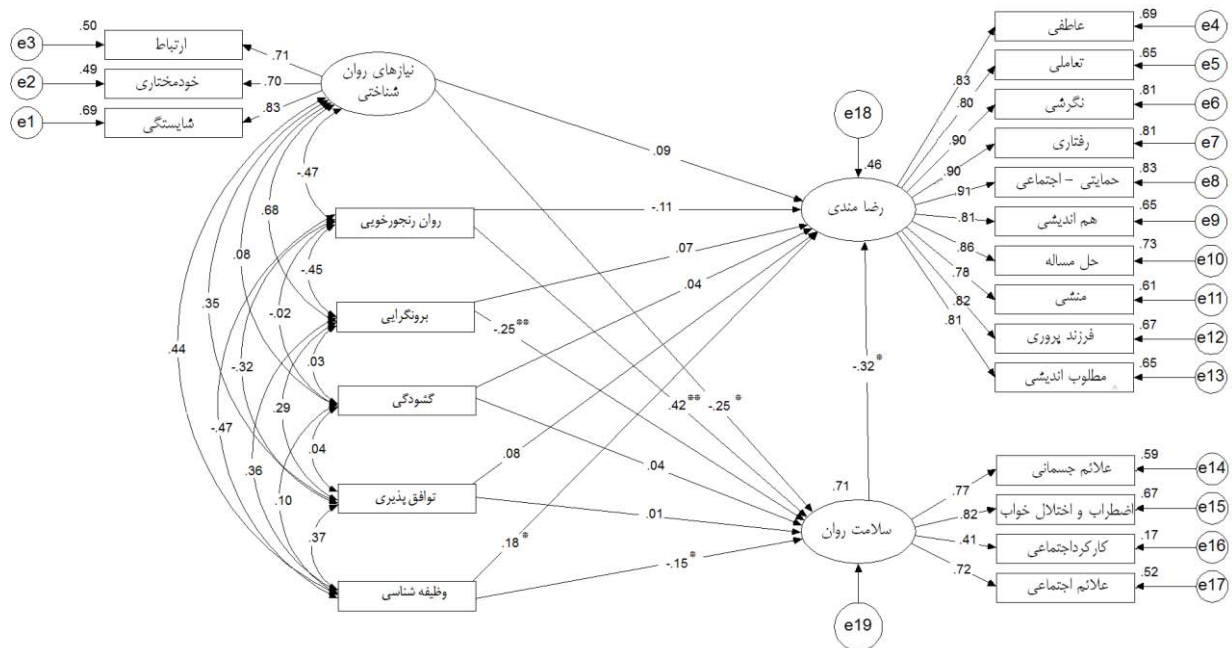 e3
.50
ارتباط
.71
e2
.49
خودمختاری
.70
e1
.69
شایستگی
.83
نیازهای روان
شناختی
-.47
.68
.08
.35
.44
روان رنجورخویی
-.45
-.02
-.32
-.47
برونگرایی
.03
.29
.36
گشودگی
.04
.10
توافق پذیری
.37
وظیفه شناسی
.09
-.11
.07
.04
.08
.18*
-.25*
.42**
-.25**
.04
.01
-.15*
e18
.46
رضا مندی
-.32*
.71
سلامت روان
e19
.83
عاطفی
.69
e4
.80
تعاملی
.65
e5
.90
نگرشی
.81
e6
.90
رفتاری
.81
e7
.91
حمایتی - اجتماعی
.83
e8
.81
هم اندیشی
.65
e9
.86
حل مساله
.73
e10
.78
منشی
.61
e11
.82
فرزند پروری
.67
e12
.81
مطلوب اندیشی
.65
e13
.77
علائم جسمانی
.59
e14
.82
اضطراب و اختلال خواب
.67
e15
.41
کارکرداجتماعی
.17
e16
.72
علائم اجتماعی
.52
e17